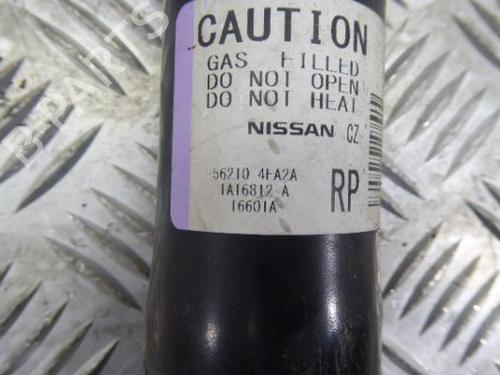 CAUTION
GAS FILLED
DO NOT OPEN
DO NOT HEAT
NISSAN CZ
56210 4EA2A
1A16812 A
16601A
RP
B-PARTS